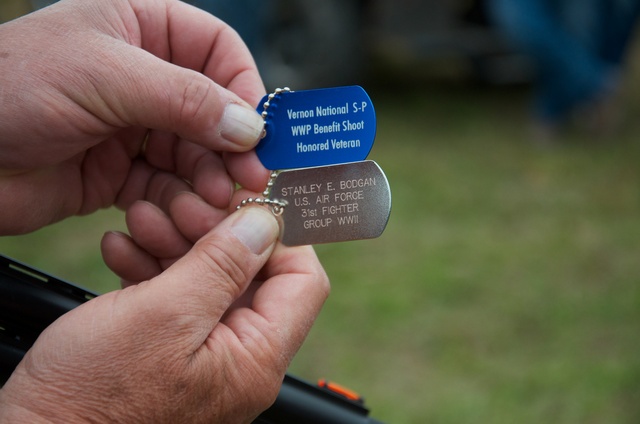 Vernon National S-P
WWP Benefit Shoot
Honored Veteran
STANLEY E. BODGAN
U.S. AIR FORCE
31st FIGHTER
GROUP WWII